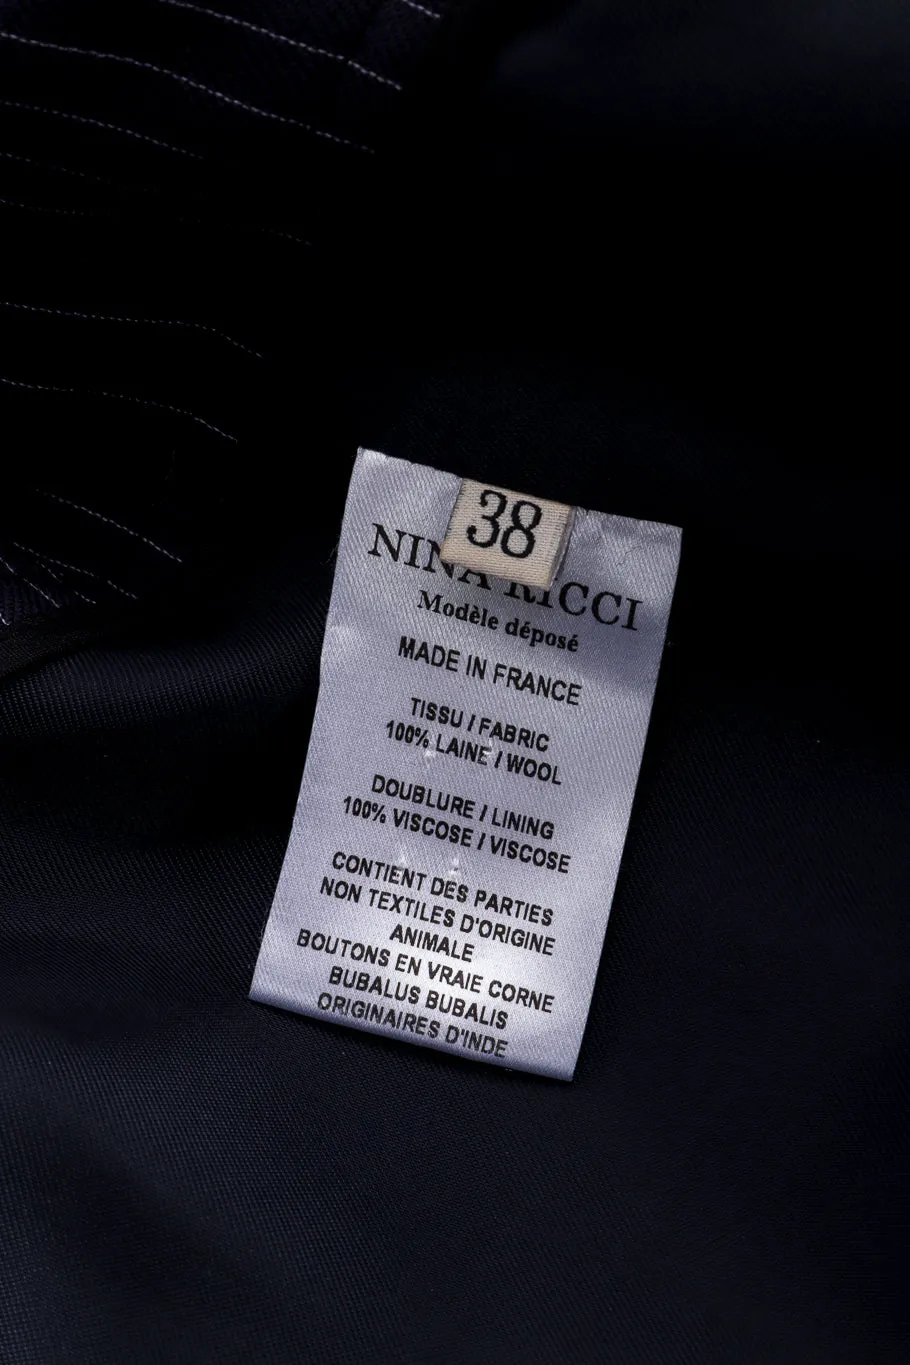 38
NINA RICCI
Modèle déposé
MADE IN FRANCE
TISSU / FABRIC
100% LAINE / WOOL
DOUBLURE / LINING
100% VISCOSE / VISCOSE
CONTIENT DES PARTIES
NON TEXTILES D'ORIGINE
ANIMALE
BOUTONS EN VRAIE CORNE
BUBALUS BUBALIS
ORIGINAIRES D'INDE